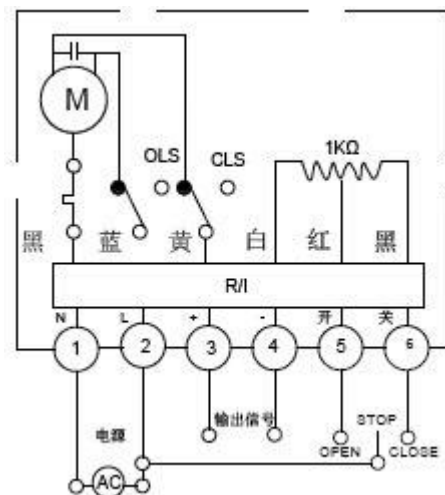 M
OLS CLS 1KΩ
黑 蓝 黄 白 红 黑
R/I
N L + - 开 关
1 2 3 4 5 6
电源 输出信号 STOP
OPEN CLOSE
AC